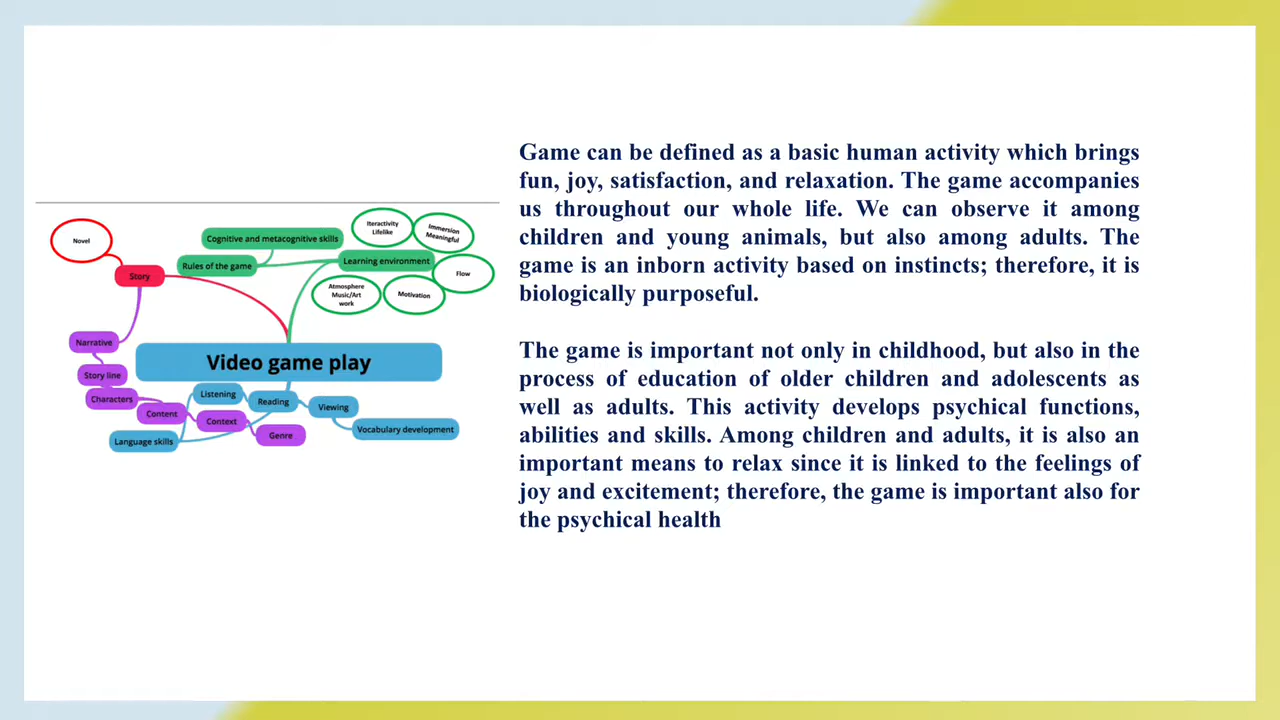 Novel
Story
Cognitive and metacognitive skills
Rules of the game
Iteractivity
Lifelike
Immersion
Meaningful
Learning environment
Flow
Atmosphere
Music/Art
work
Motivation
Video game play
Narrative
Story line
Characters
Content
Context
Genre
Listening
Reading
Viewing
Vocabulary development
Language skills
Game can be defined as a basic human activity which brings
fun, joy, satisfaction, and relaxation. The game accompanies
us throughout our whole life. We can observe it among
children and young animals, but also among adults. The
game is an inborn activity based on instincts; therefore, it is
biologically purposeful.
The game is important not only in childhood, but also in the
process of education of older children and adolescents as
well as adults. This activity develops psychical functions,
abilities and skills. Among children and adults, it is also an
important means to relax since it is linked to the feelings of
joy and excitement; therefore, the game is important also for
the psychical health